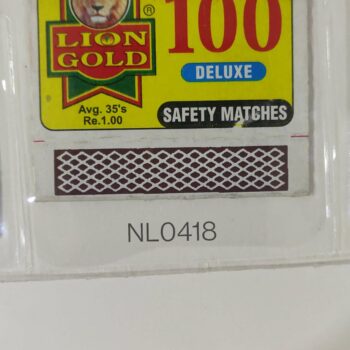 LION ® 100
GOLD
DELUXE
Avg. 35's
Re.1.00
SAFETY MATCHES
NL0418